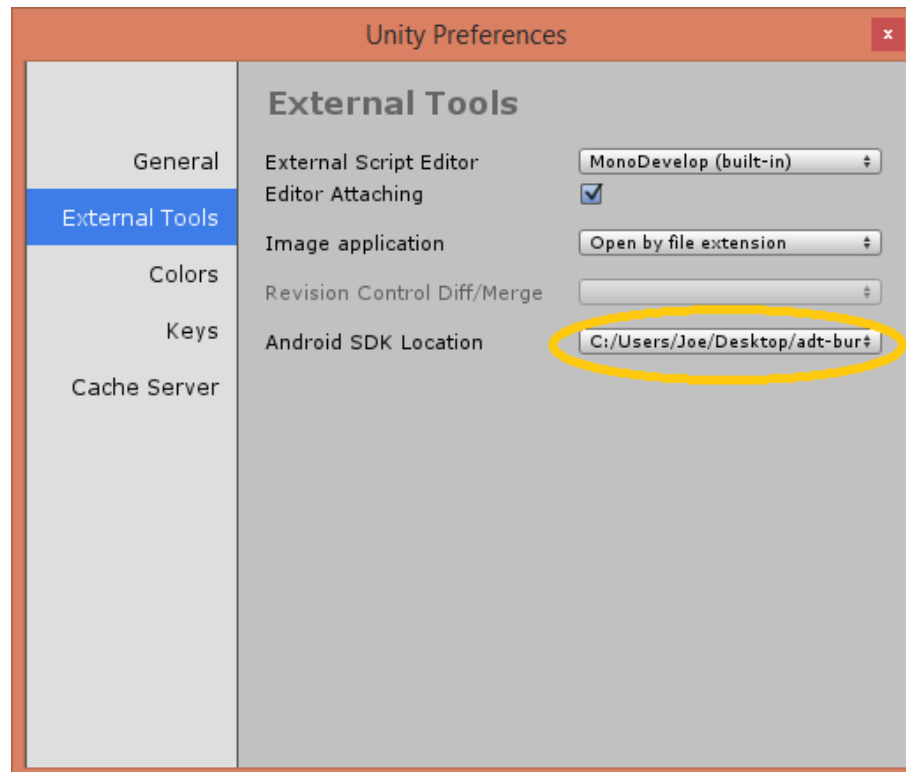 Unity Preferences
x
External Tools
General
External Tools
Colors
Keys
Cache Server
External Script Editor
MonoDevelop (built-in)
Editor Attaching
Image application
Open by file extension
Revision Control Diff/Merge
Android SDK Location
C:/Users/Joe/Desktop/adt-bur